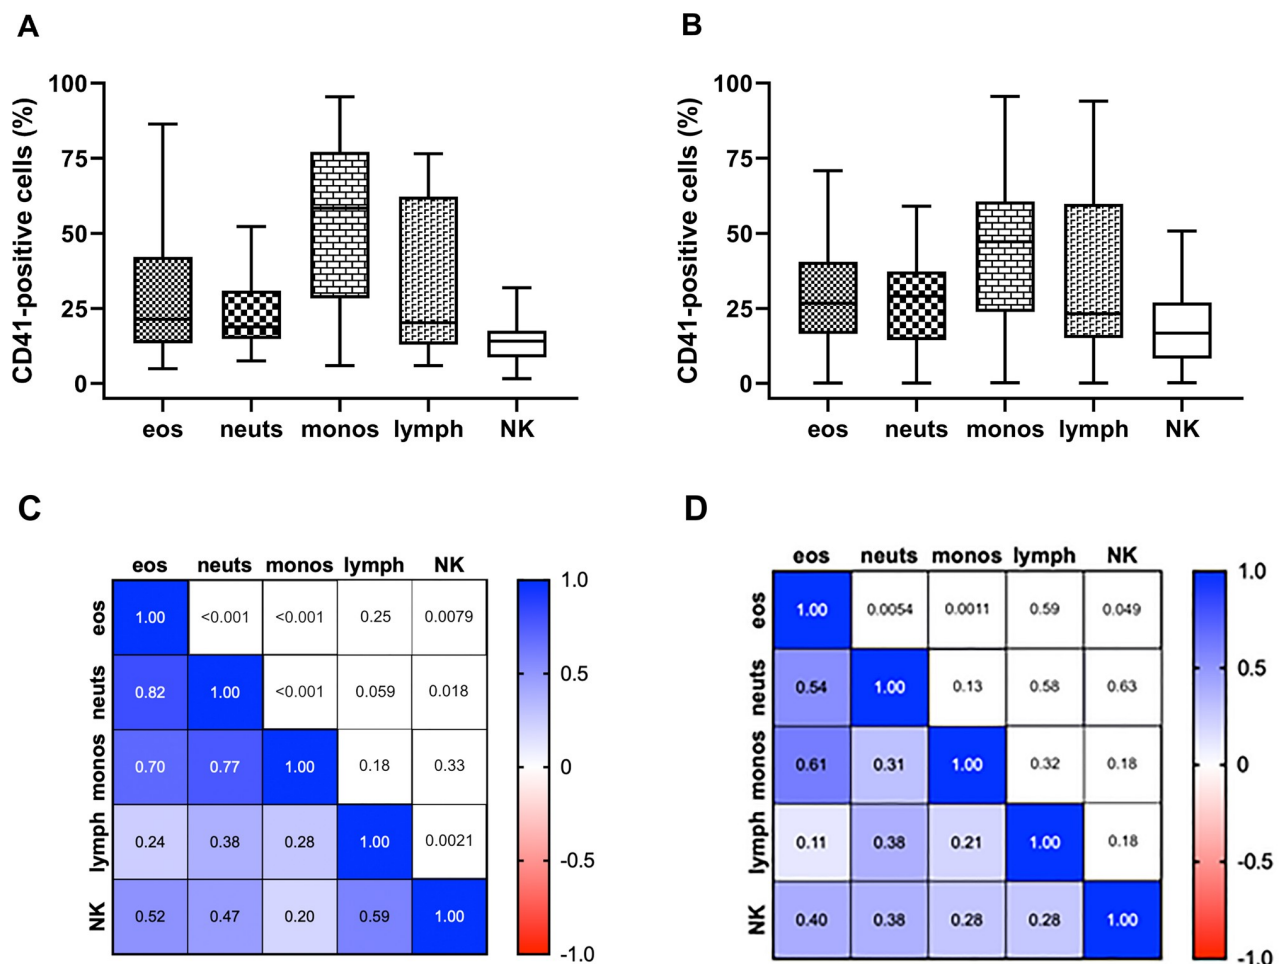 A
B
CD41-positive cells (%)
100
75
50
25
0
eos neuts monos lymph NK
CD41-positive cells (%)
100
75
50
25
0
eos neuts monos lymph NK
C
eos neuts monos lymph NK
eos 1.00 <0.001 <0.001 0.25 0.0079
neuts 0.82 1.00 <0.001 0.059 0.018
monos 0.70 0.77 1.00 0.18 0.33
lymph 0.24 0.38 0.28 1.00 0.0021
NK 0.52 0.47 0.20 0.59 1.00
1.0
0.5
0
-0.5
-1.0
D
eos neuts monos lymph NK
eos 1.00 0.0054 0.0011 0.59 0.049
neuts 0.54 1.00 0.13 0.58 0.63
monos 0.61 0.31 1.00 0.32 0.18
lymph 0.11 0.38 0.21 1.00 0.18
NK 0.40 0.38 0.28 0.28 1.00
1.0
0.5
0
-0.5
-1.0